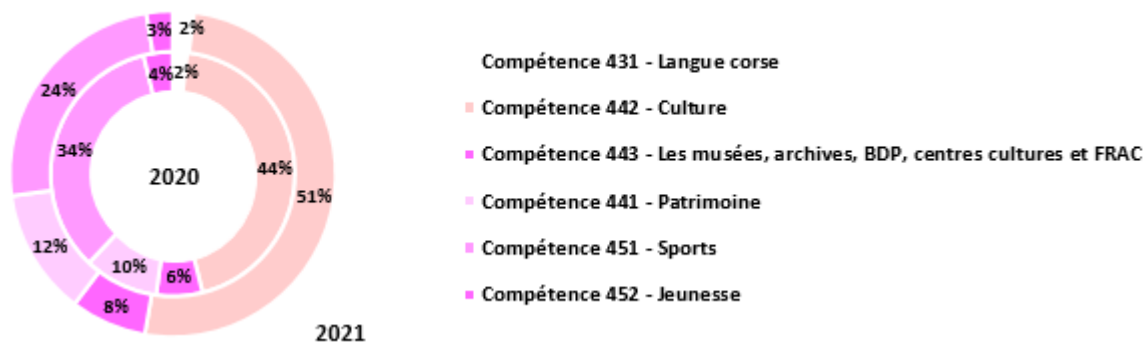 3% 2%
4% 2%
24%
34%
2020
44%
51%
12%
10%
6%
8%
2021
Compétence 431 - Langue corse
Compétence 442 - Culture
Compétence 443 - Les musées, archives, BDP, centres cultures et FRAC
Compétence 441 - Patrimoine
Compétence 451 - Sports
Compétence 452 - Jeunesse